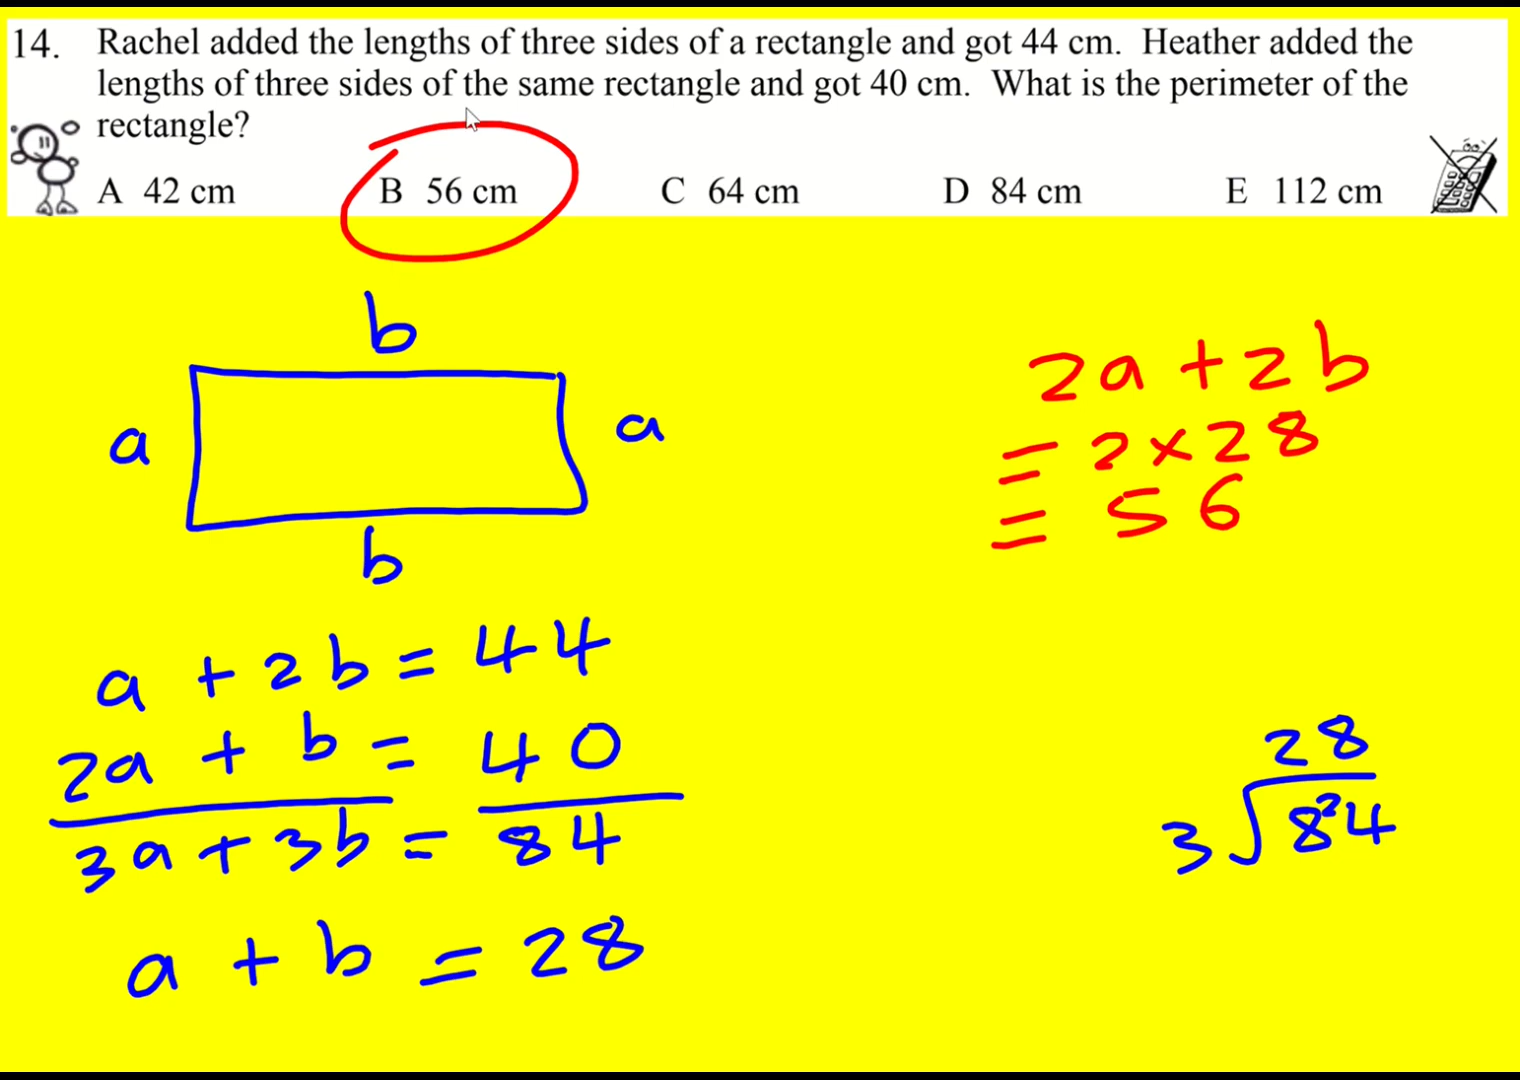 14. Rachel added the lengths of three sides of a rectangle and got 44 cm. Heather added the
lengths of three sides of the same rectangle and got 40 cm. What is the perimeter of the
rectangle?
A 42 cm B 56 cm C 64 cm D 84 cm E 112 cm
b
a a
b
2a + 2b
= 2 × 28
= 56
a + 2b = 44
2a + b = 40
3a + 3b = 84
a + b = 28
28
3 8²4